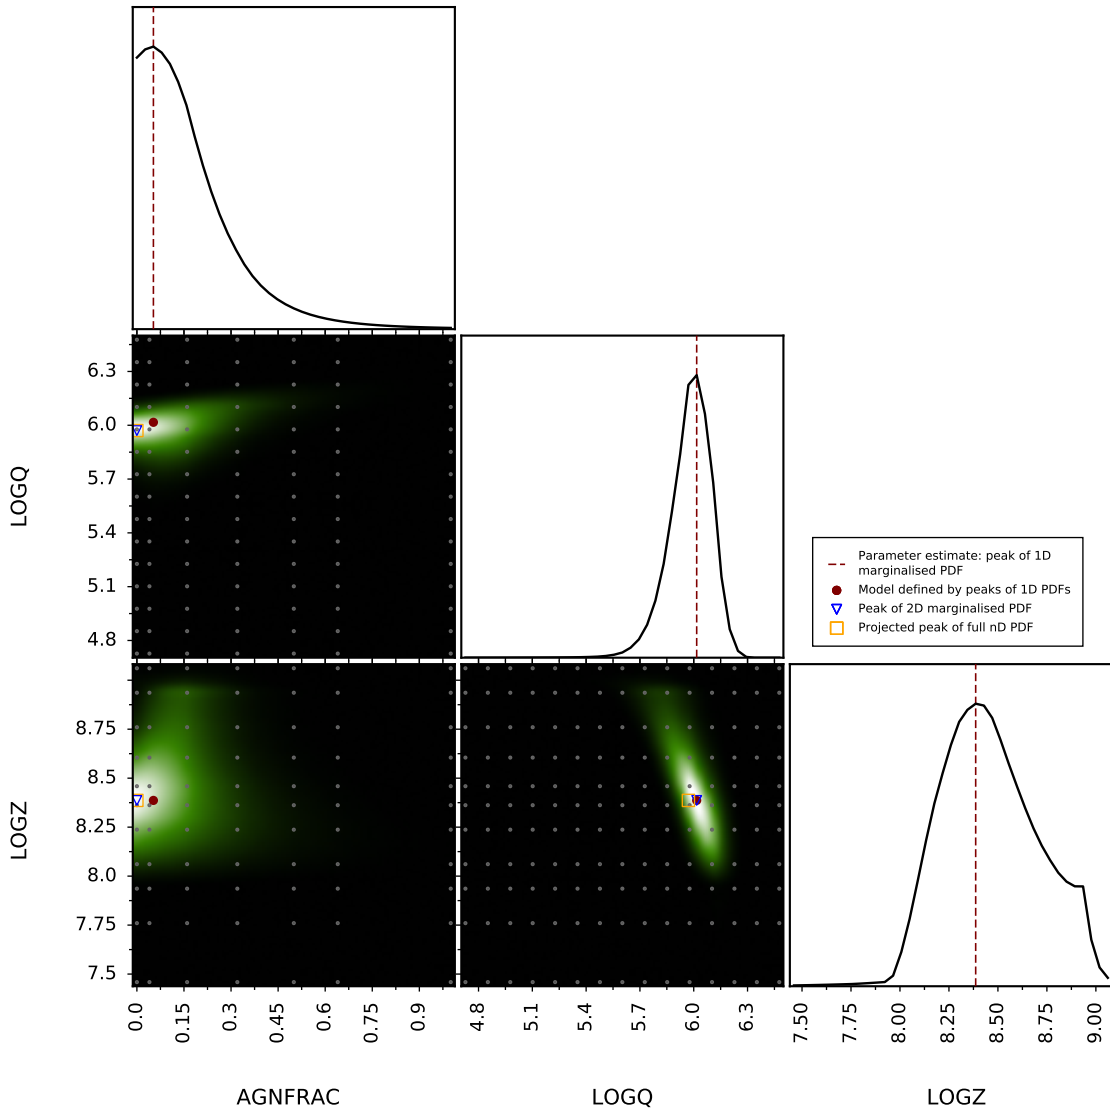 6.3
6.0
5.7
5.4
5.1
4.8
LOGQ
Parameter estimate: peak of 1D
marginalised PDF
Model defined by peaks of 1D PDFs
Peak of 2D marginalised PDF
Projected peak of full nD PDF
8.75
8.5
8.25
8.0
7.75
7.5
LOGZ
0.0 0.15 0.3 0.45 0.6 0.75 0.9
4.8 5.1 5.4 5.7 6.0 6.3
7.50 7.75 8.00 8.25 8.50 8.75 9.00
AGNFRAC LOGQ LOGZ